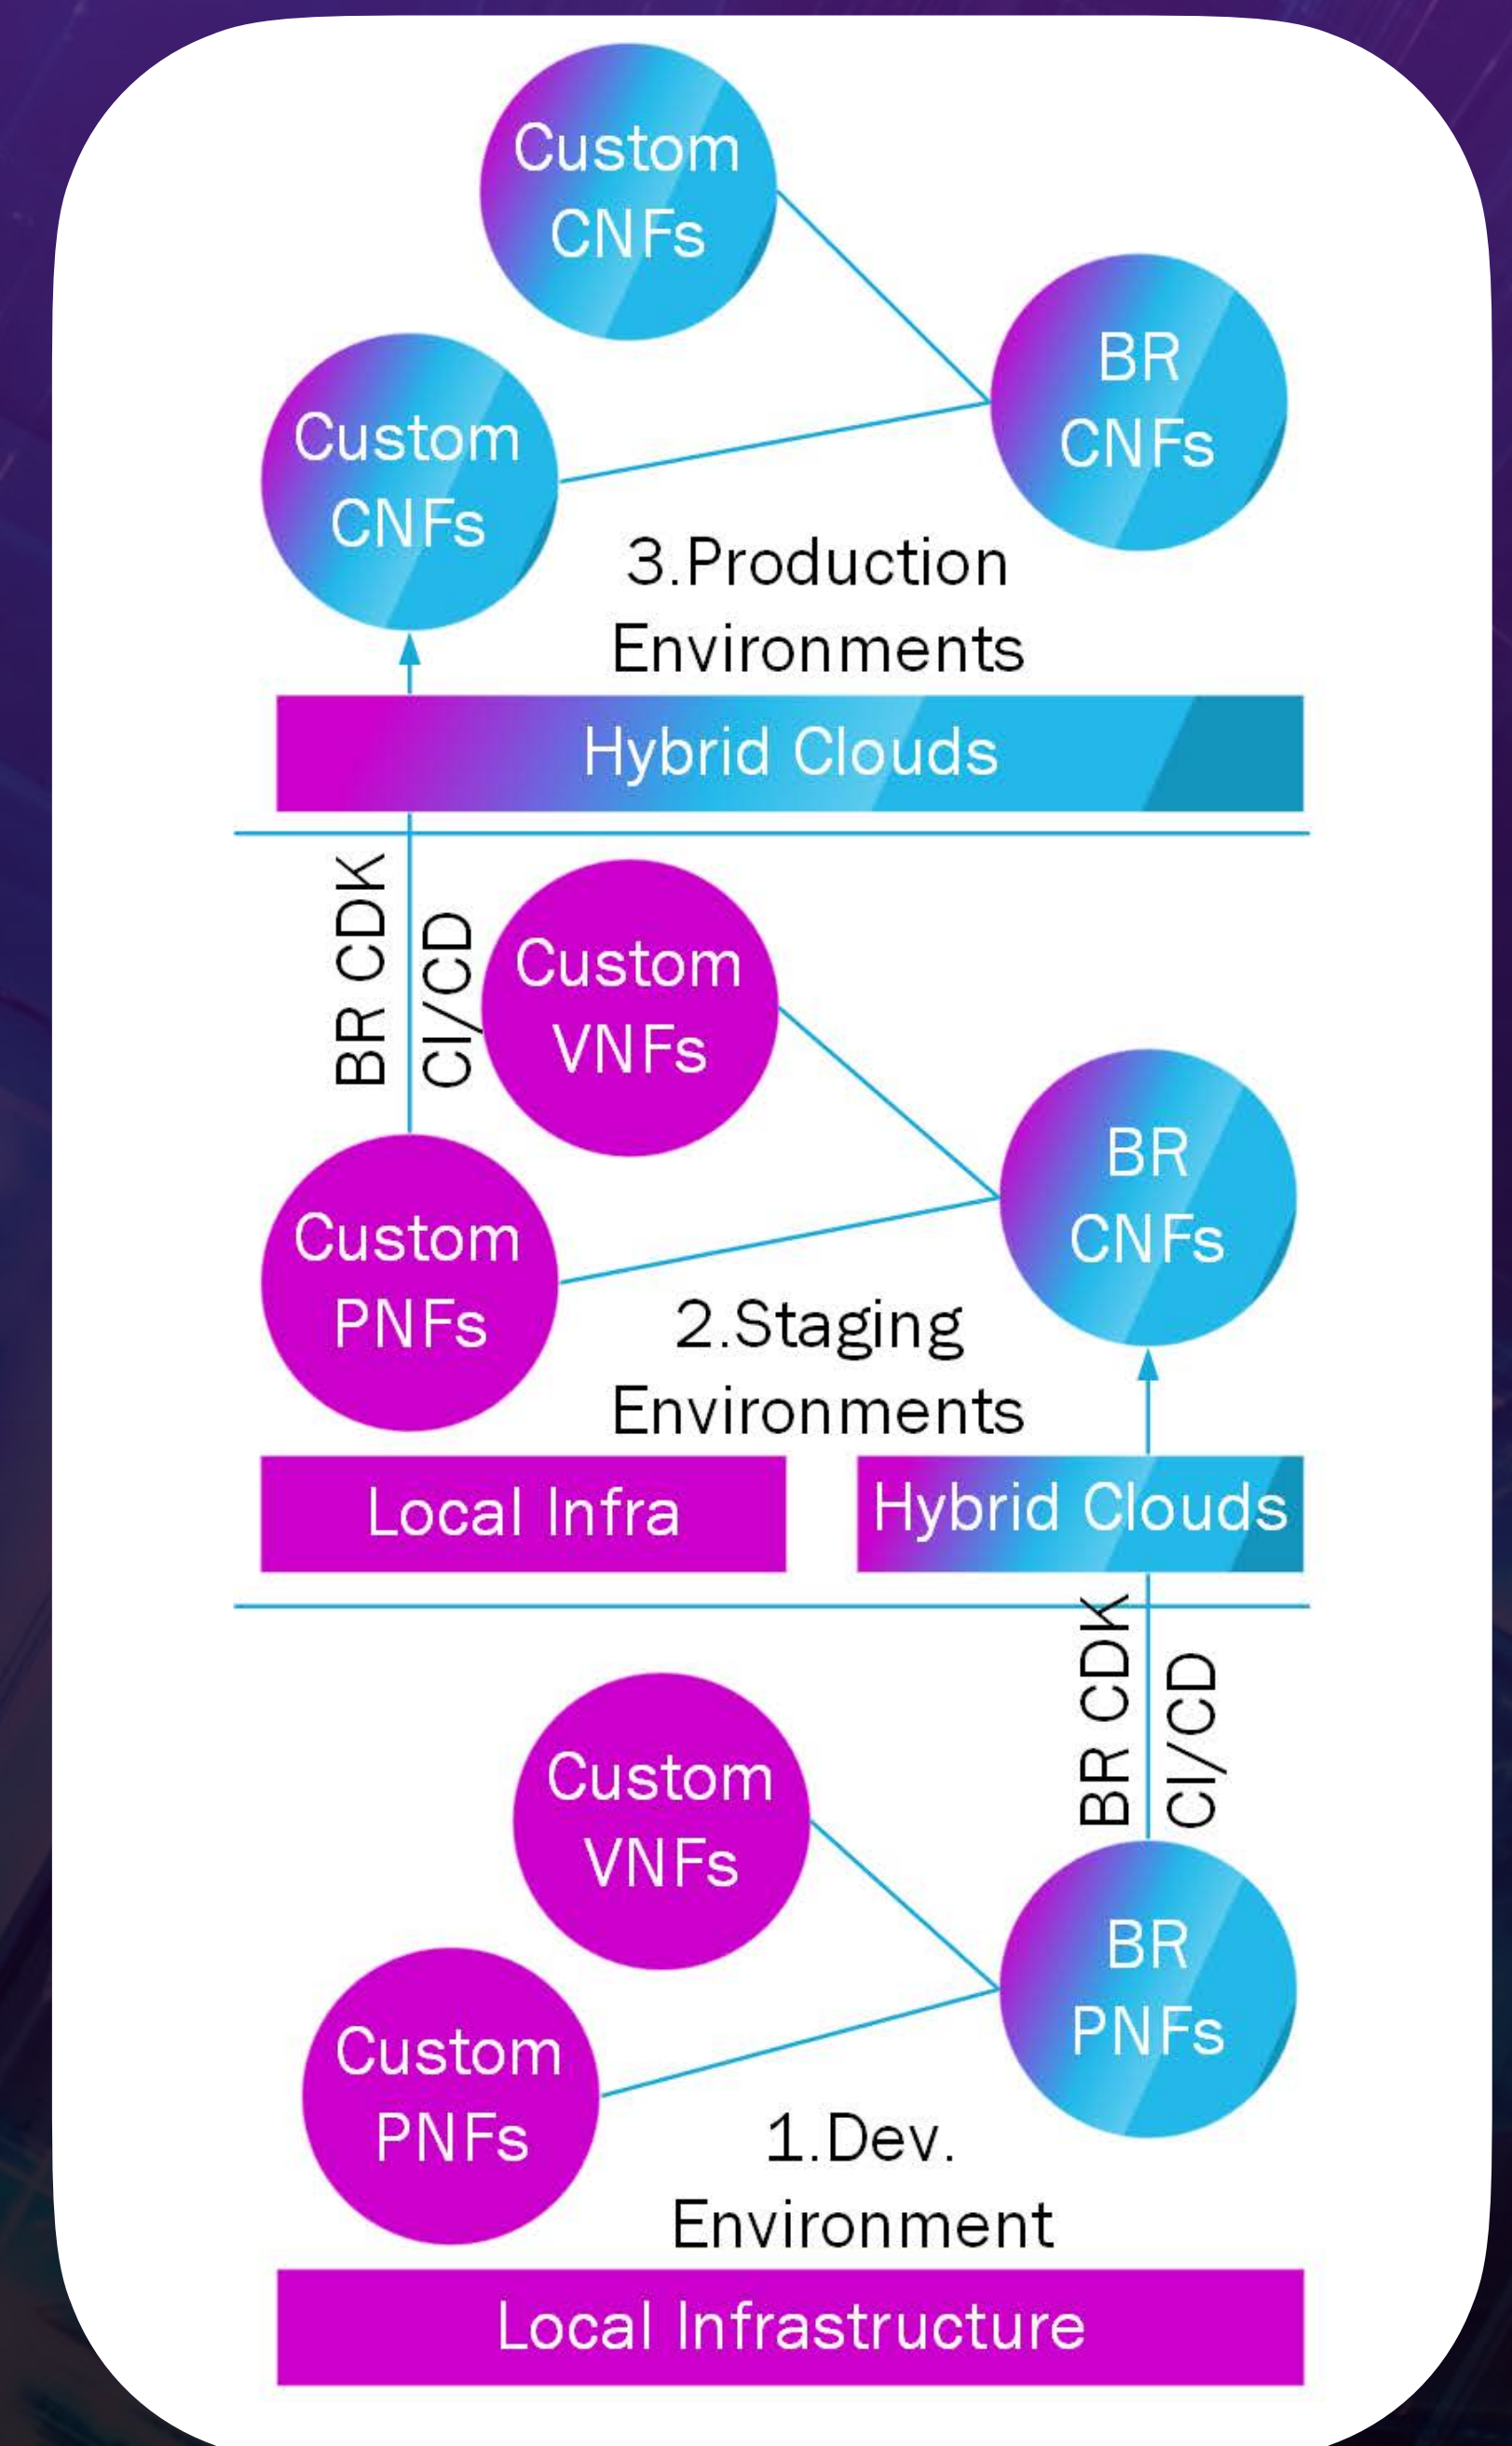 Custom
CNFs
BR
CNFs
Custom
CNFs
3.Production
Environments
Hybrid Clouds
BR CDK
CI/CD
Custom
VNFs
BR
CNFs
Custom
PNFs
2.Staging
Environments
Local Infra
Hybrid Clouds
BR CDK
CI/CD
Custom
VNFs
BR
PNFs
Custom
PNFs
1.Dev.
Environment
Local Infrastructure